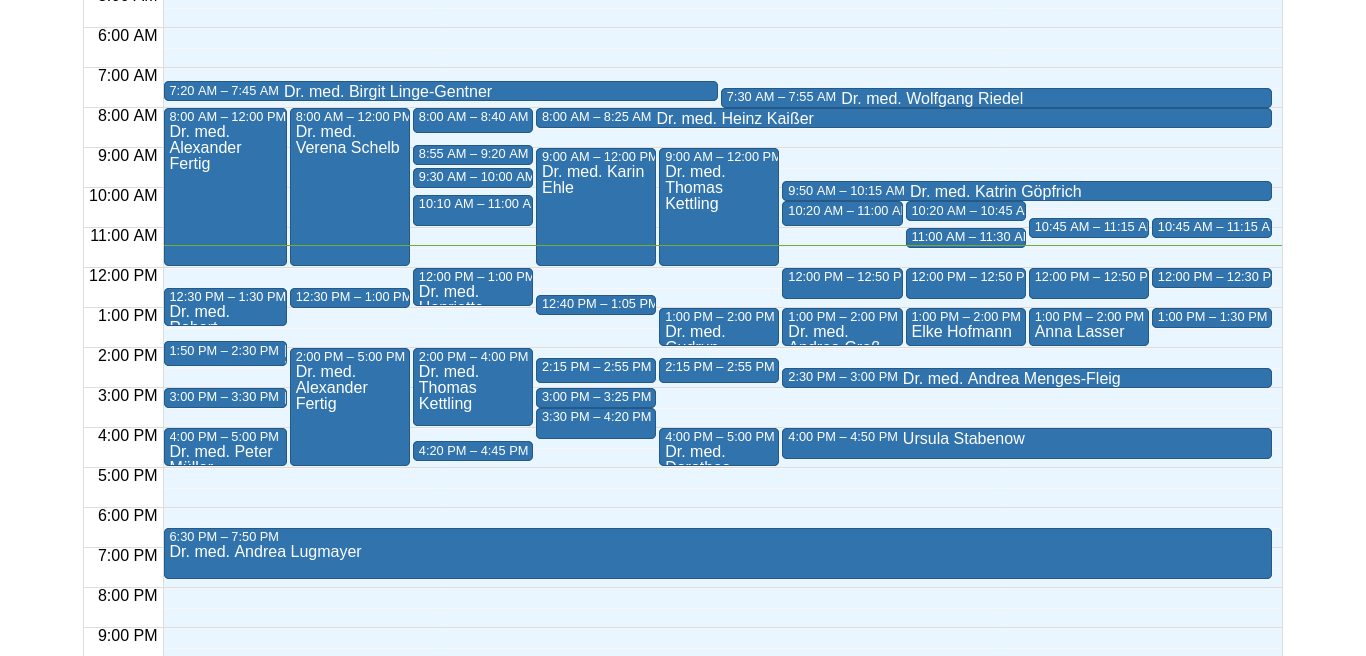 6:00 AM
7:00 AM
7:20 AM – 7:45 AM Dr. med. Birgit Linge-Gentner
7:30 AM – 7:55 AM Dr. med. Wolfgang Riedel
8:00 AM
8:00 AM – 12:00 PM
Dr. med.
Alexander
Fertig
8:00 AM – 12:00 PM
Dr. med.
Verena Schelb
8:00 AM – 8:40 AM
8:00 AM – 8:25 AM Dr. med. Heinz Kaißer
8:55 AM – 9:20 AM
9:00 AM
9:00 AM – 12:00 PM
Dr. med. Karin
Ehle
9:00 AM – 12:00 PM
Dr. med.
Thomas
Kettling
9:30 AM – 10:00 AM
9:50 AM – 10:15 AM Dr. med. Katrin Göpfrich
10:00 AM
10:10 AM – 11:00 A
10:20 AM – 11:00 A
10:20 AM – 10:45 A
10:45 AM – 11:15 A
10:45 AM – 11:15 A
11:00 AM
11:00 AM – 11:30 A
12:00 PM
12:00 PM – 1:00 PM
Dr. med.
12:00 PM – 12:50 P
12:00 PM – 12:50 P
12:00 PM – 12:50 P
12:00 PM – 12:30 P
12:30 PM – 1:30 PM
Dr. med.
12:30 PM – 1:00 PM
12:40 PM – 1:05 PM
1:00 PM
1:00 PM – 2:00 PM
Dr. med.
1:00 PM – 2:00 PM
Dr. med.
1:00 PM – 2:00 PM
Elke Hofmann
1:00 PM – 2:00 PM
Anna Lasser
1:00 PM – 1:30 PM
1:50 PM – 2:30 PM
2:00 PM
2:00 PM – 5:00 PM
Dr. med.
Alexander
Fertig
2:00 PM – 4:00 PM
Dr. med.
Thomas
Kettling
2:15 PM – 2:55 PM
2:15 PM – 2:55 PM
2:30 PM – 3:00 PM Dr. med. Andrea Menges-Fleig
3:00 PM
3:00 PM – 3:30 PM
3:00 PM – 3:25 PM
3:30 PM – 4:20 PM
4:00 PM
4:00 PM – 5:00 PM
Dr. med. Peter
4:20 PM – 4:45 PM
4:00 PM – 5:00 PM
Dr. med.
4:00 PM – 4:50 PM Ursula Stabenow
5:00 PM
6:00 PM
6:30 PM – 7:50 PM
Dr. med. Andrea Lugmayer
7:00 PM
8:00 PM
9:00 PM